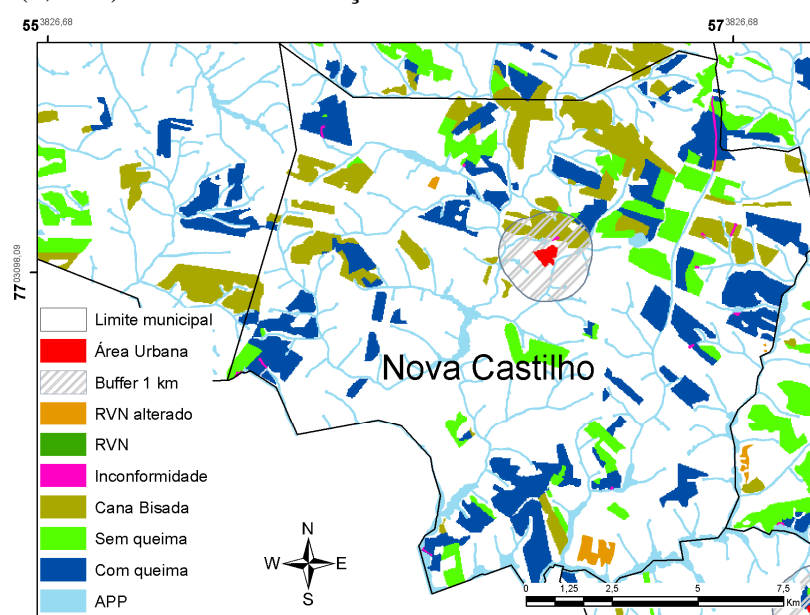 55 3826,68
57 3826,68
77 03098,09
Limite municipal
Área Urbana
Buffer 1 km
RVN alterado
RVN
Inconformidade
Cana Bisada
Sem queima
Com queima
APP
Nova Castilho
N
W E
S
0 1,25 2,5 5 7,5
Km